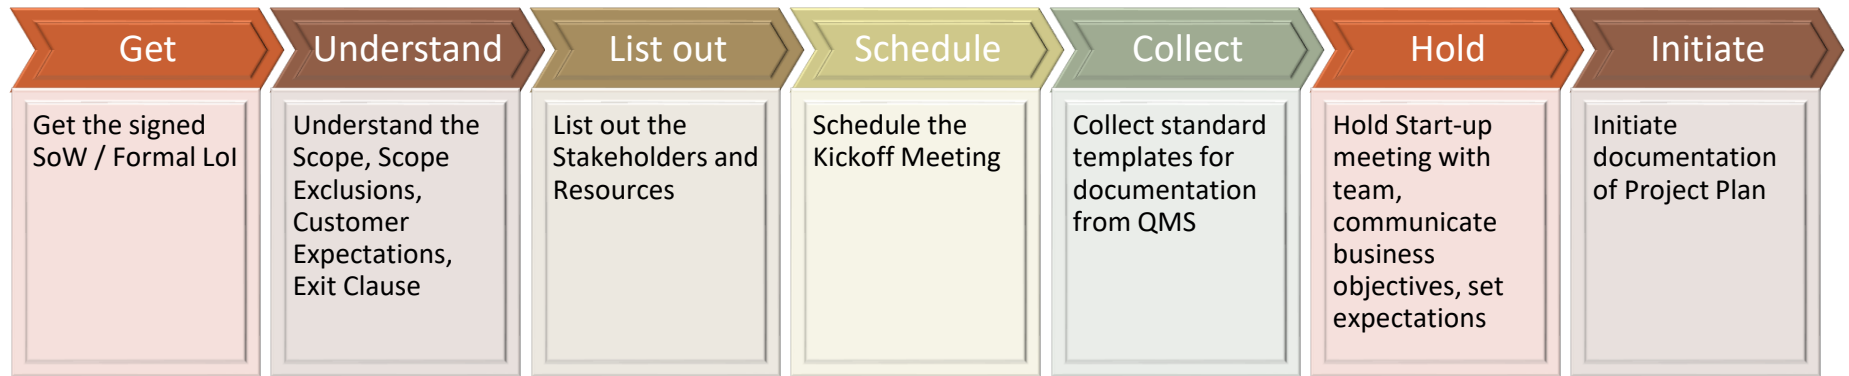 Get
Get the signed
SoW / Formal LoI
Understand
Understand the
Scope, Scope
Exclusions,
Customer
Expectations,
Exit Clause
List out
List out the
Stakeholders and
Resources
Schedule
Schedule the
Kickoff Meeting
Collect
Collect standard
templates for
documentation
from QMS
Hold
Hold Start-up
meeting with
team,
communicate
business
objectives, set
expectations
Initiate
Initiate
documentation
of Project Plan